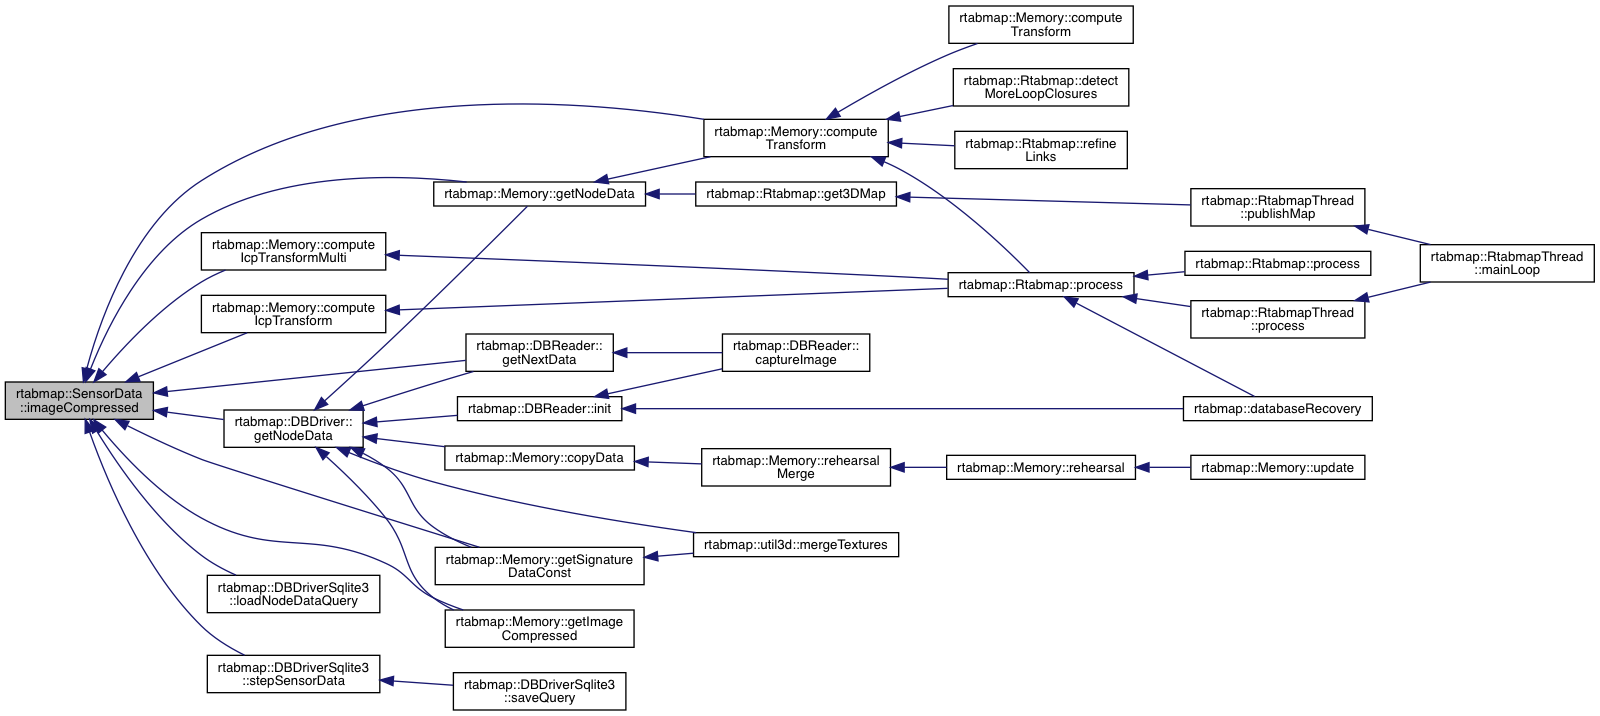 rtabmap::Memory::compute
Transform
rtabmap::Rtabmap::detect
MoreLoopClosures
rtabmap::Memory::compute
Transform
rtabmap::Rtabmap::refine
Links
rtabmap::Memory::getNodeData
rtabmap::Rtabmap::get3DMap
rtabmap::RtabmapThread
::publishMap
rtabmap::Memory::compute
IcpTransformMulti
rtabmap::Rtabmap::process
rtabmap::RtabmapThread
::mainLoop
rtabmap::Rtabmap::process
rtabmap::Memory::compute
IcpTransform
rtabmap::RtabmapThread
::process
rtabmap::DBReader::
getNextData
rtabmap::DBReader::
captureImage
rtabmap::SensorData
::imageCompressed
rtabmap::DBDriver::
getNodeData
rtabmap::DBReader::init
rtabmap::databaseRecovery
rtabmap::Memory::copyData
rtabmap::Memory::rehearsal
Merge
rtabmap::Memory::rehearsal
rtabmap::Memory::update
rtabmap::util3d::mergeTextures
rtabmap::Memory::getSignature
DataConst
rtabmap::DBDriverSqlite3
::loadNodeDataQuery
rtabmap::Memory::getImage
Compressed
rtabmap::DBDriverSqlite3
::stepSensorData
rtabmap::DBDriverSqlite3
::saveQuery